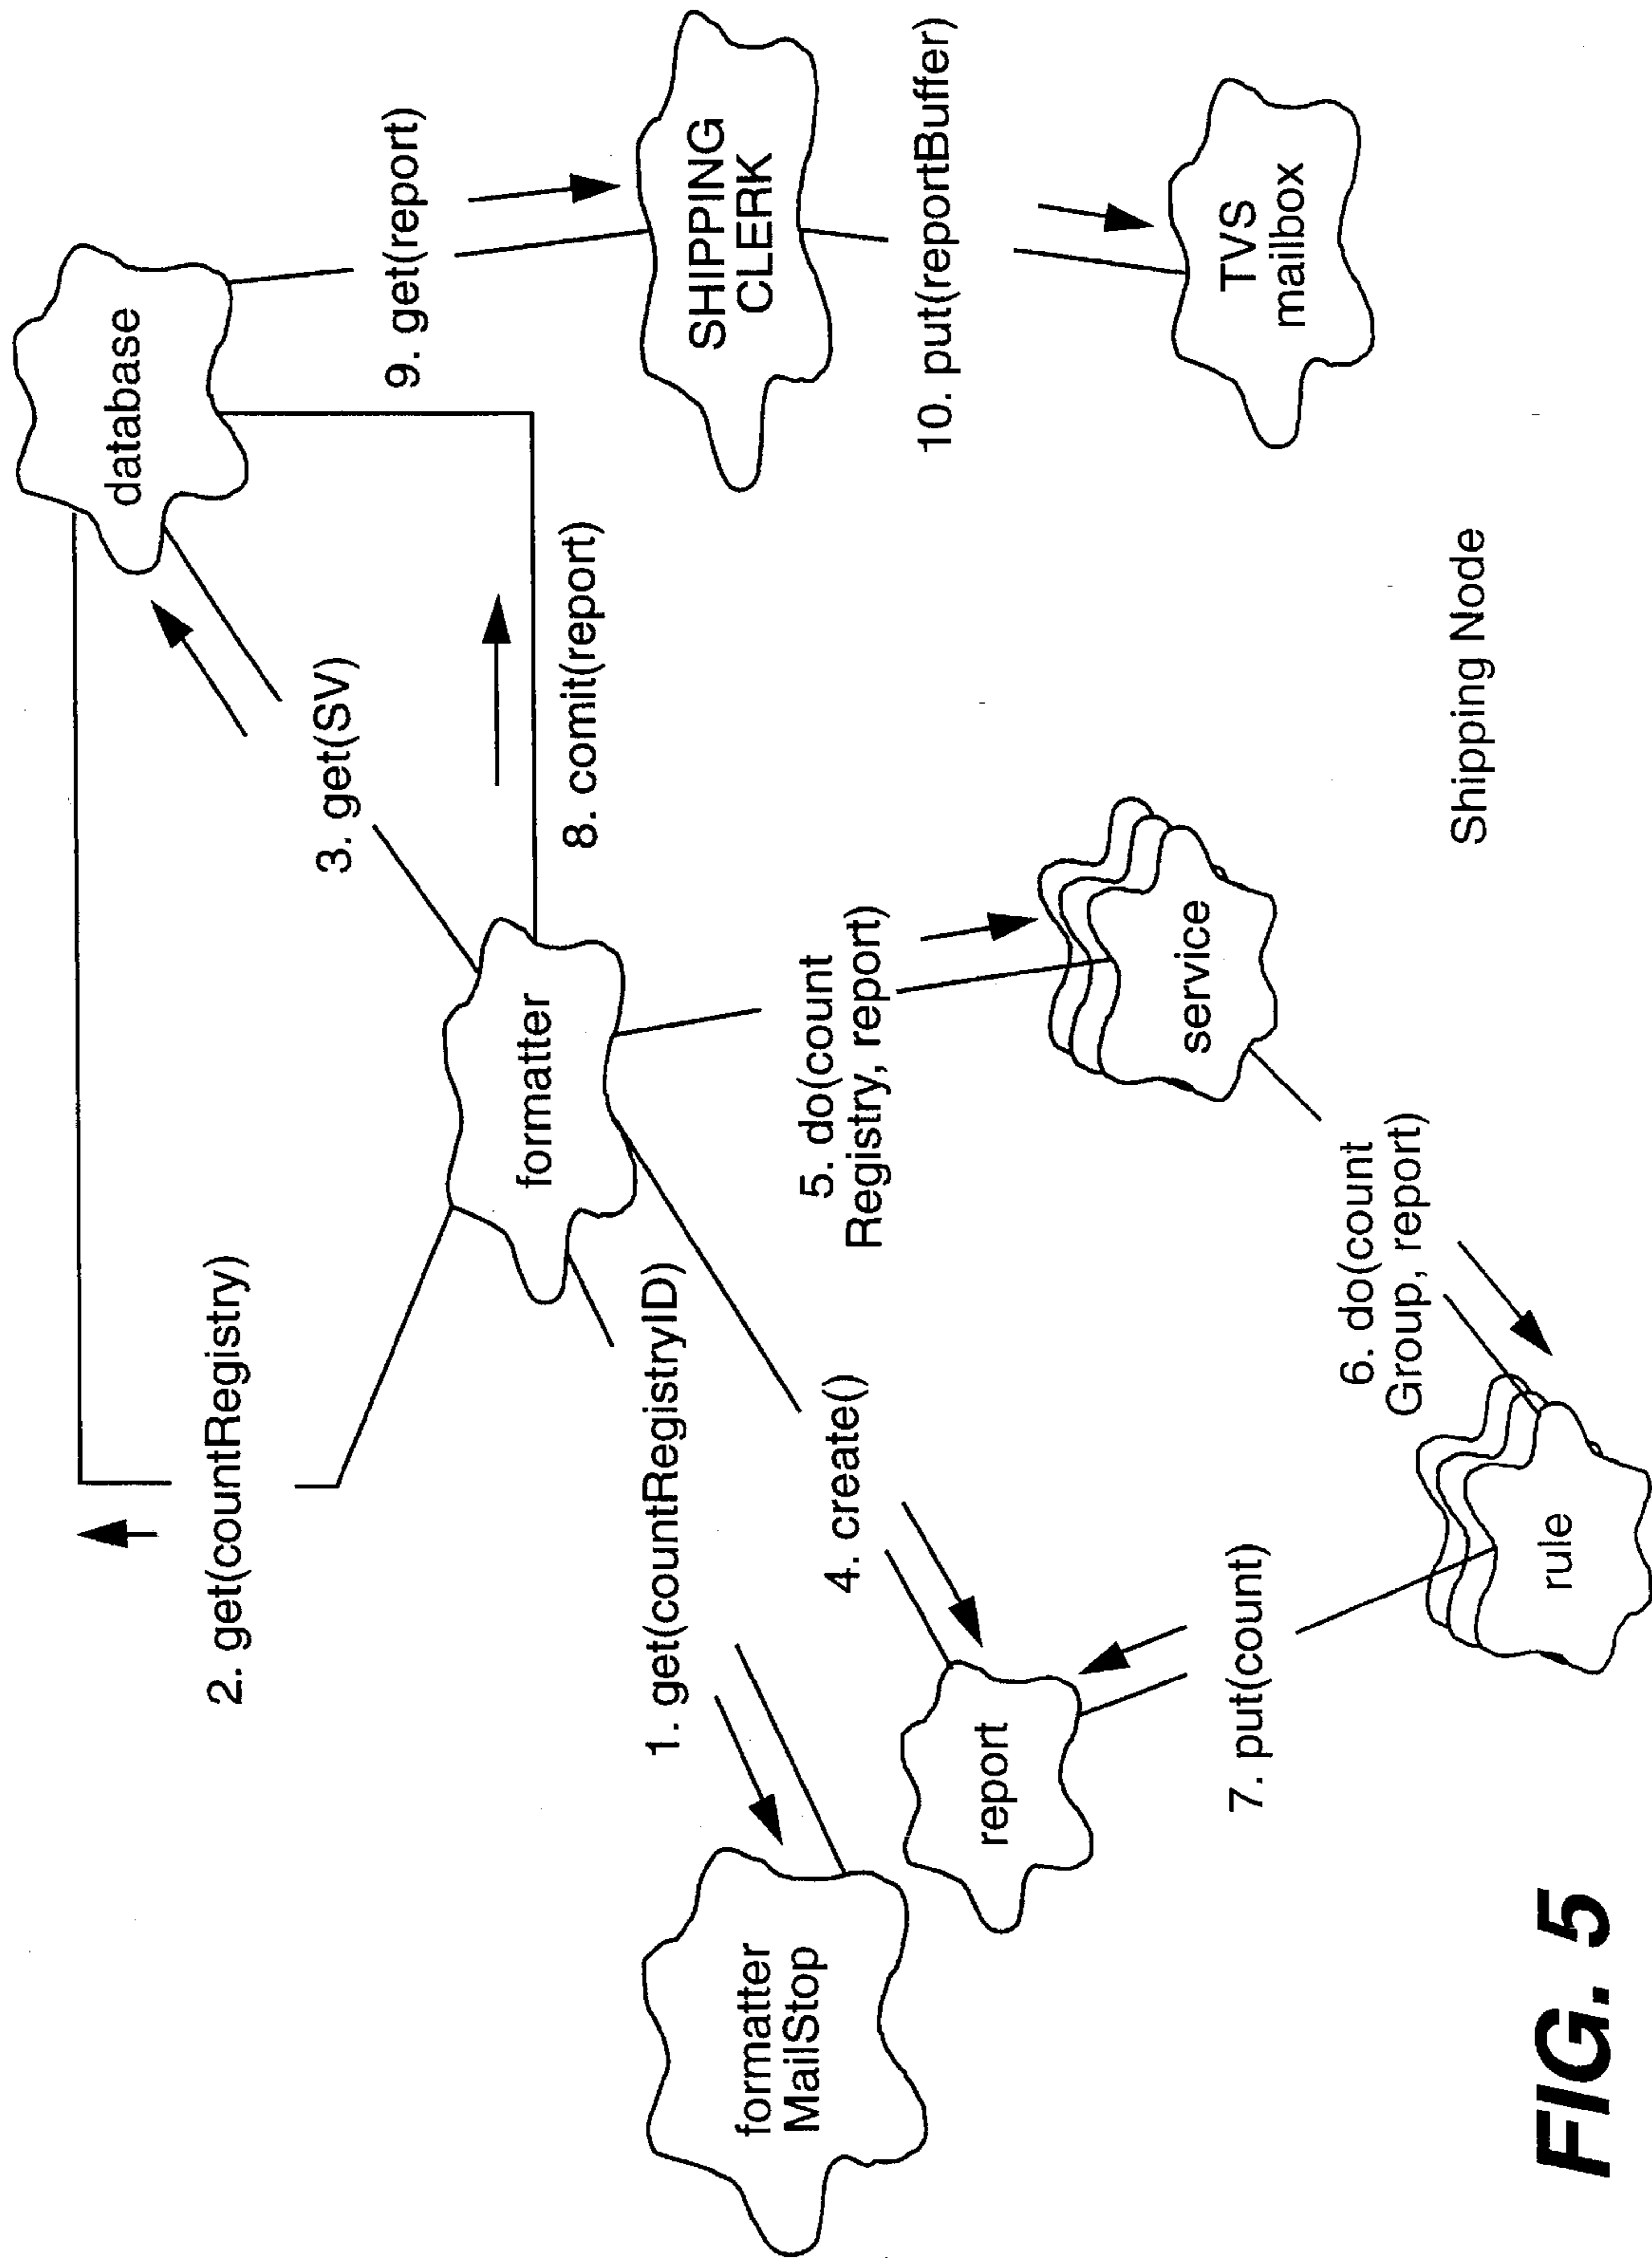 2. get(countRegistry)
database
3. get(SV)
9. get(report)
formatter
8. comit(report)
1. get(countRegistryID)
SHIPPING
CLERK
formatter
MailStop
4. create()
5. do(count
Registry, report)
10. put(reportBuffer)
report
service
TVS
mailbox
7. put(count)
6. do(count
Group, report)
rule
Shipping Node
FIG. 5